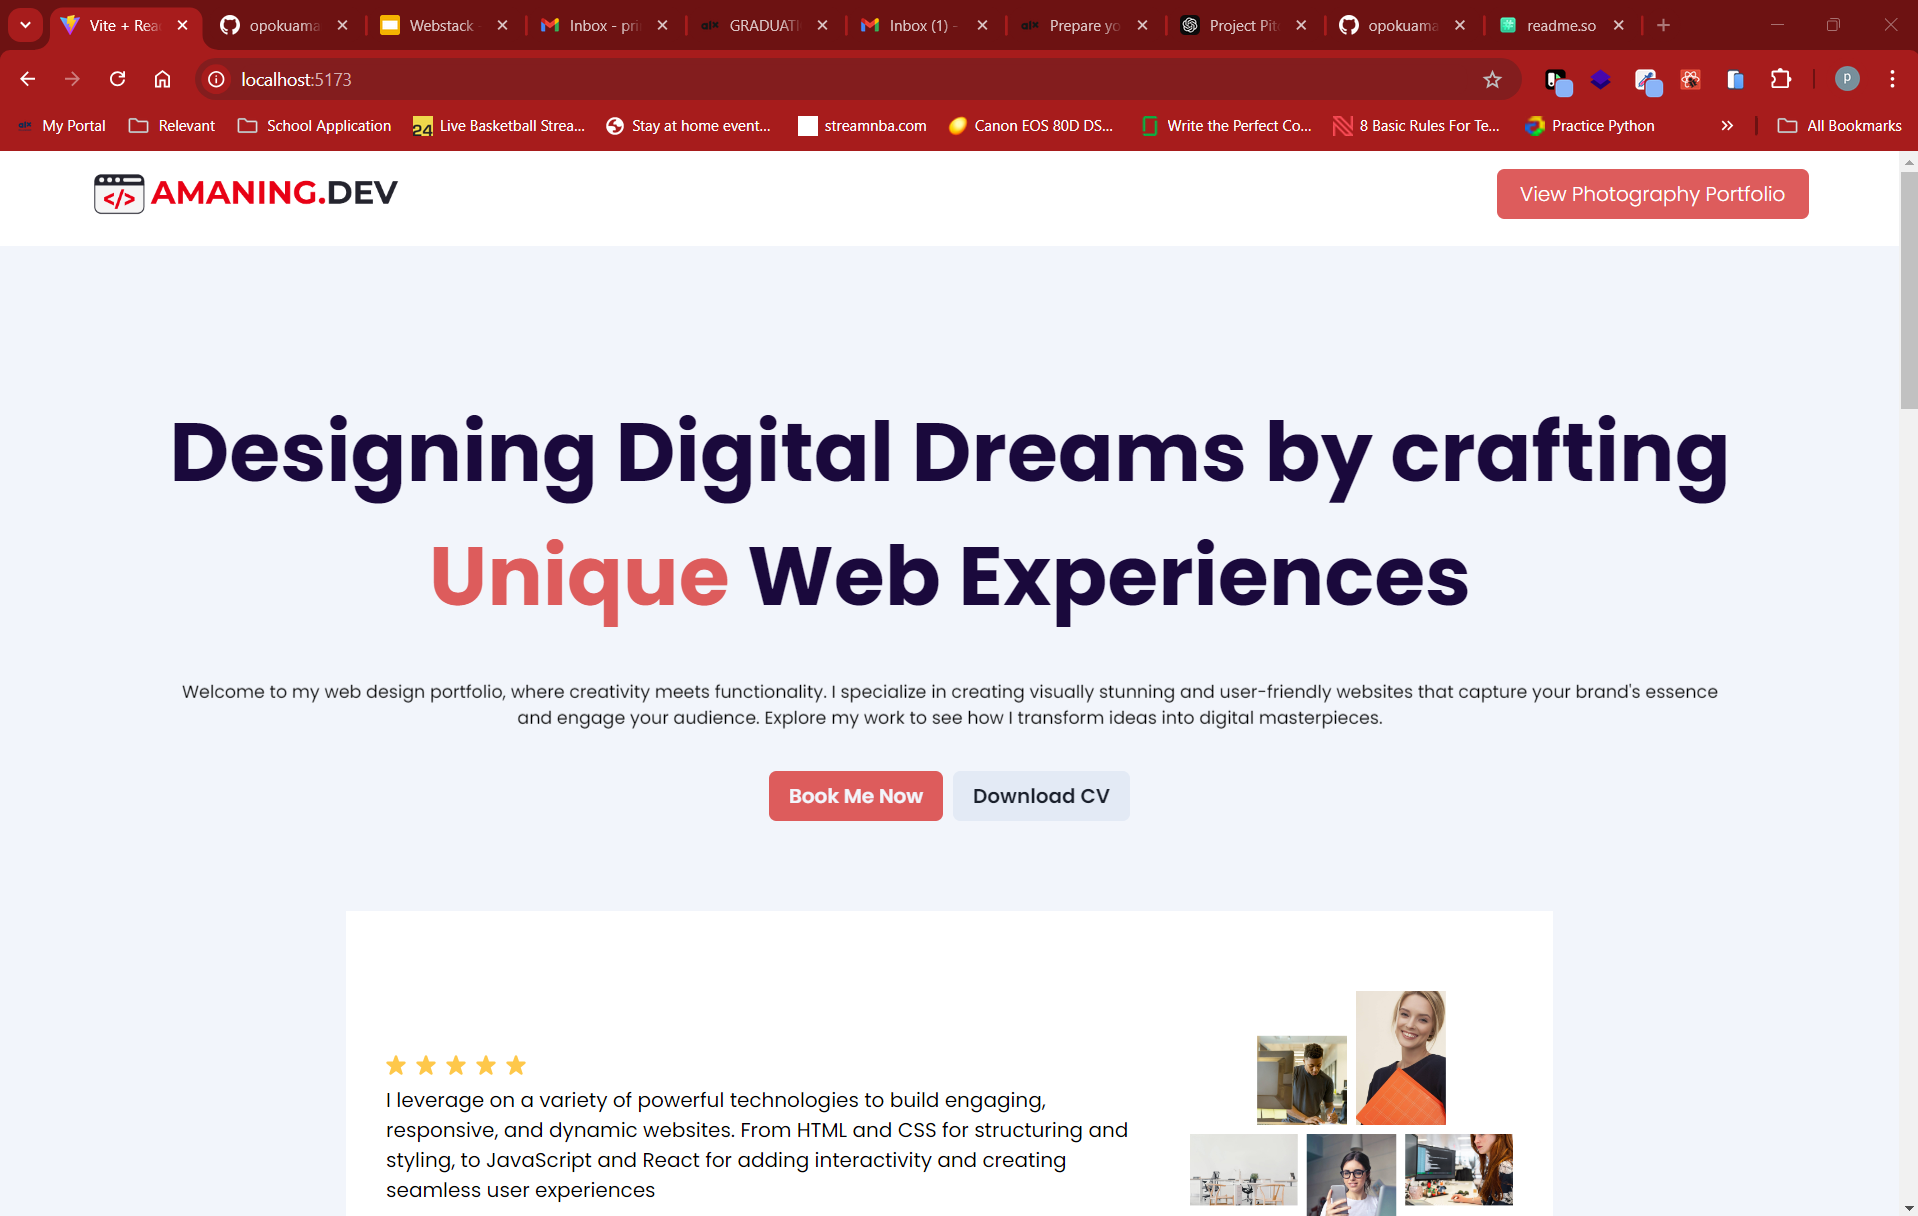 Vite + Rea
opokuama
Webstack
Inbox - pri
GRADUATI
Inbox (1) -
Prepare yo
Project Pit
opokuama
readme.so
localhost:5173
P
My Portal
Relevant
School Application
24
Live Basketball Strea...
Stay at home event...
streamnba.com
Canon EOS 80D DS...
Write the Perfect Co...
8 Basic Rules For Te...
Practice Python
All Bookmarks
</> AMANING.DEV
View Photography Portfolio
Designing Digital Dreams by crafting
Unique Web Experiences
Welcome to my web design portfolio, where creativity meets functionality. I specialize in creating visually stunning and user-friendly websites that capture your brand's essence
and engage your audience. Explore my work to see how I transform ideas into digital masterpieces.
Book Me Now
Download CV
I leverage on a variety of powerful technologies to build engaging,
responsive, and dynamic websites. From HTML and CSS for structuring and
styling, to JavaScript and React for adding interactivity and creating
seamless user experiences